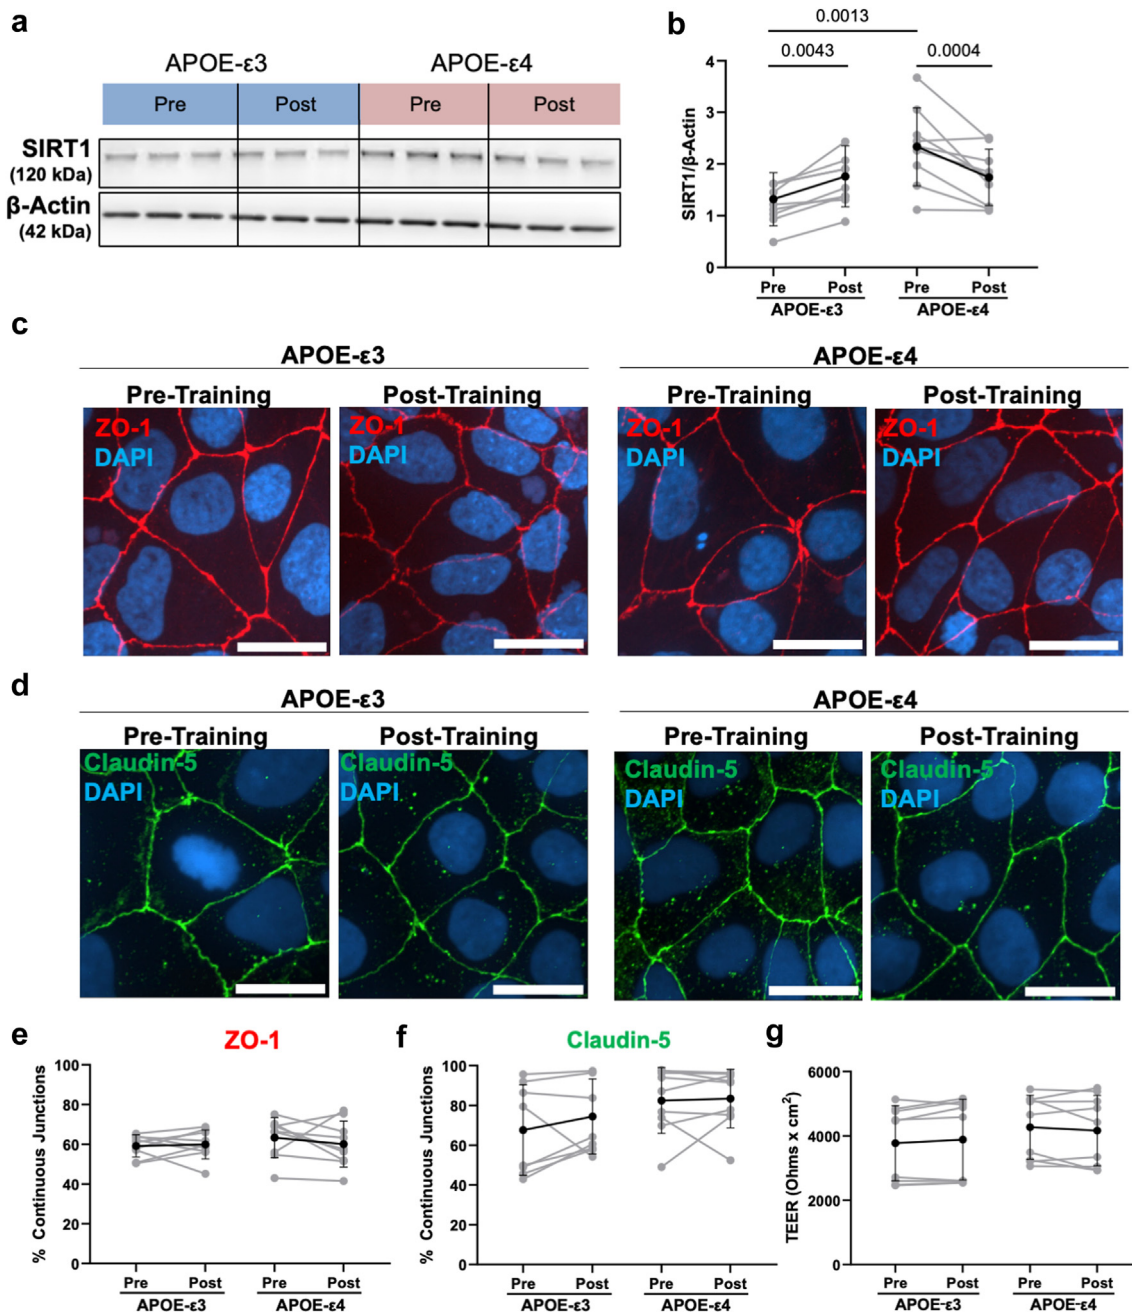 a
APOE-ε3 APOE-ε4
Pre Post Pre Post
SIRT1
(120 kDa)
β-Actin
(42 kDa)
b
0.0013
0.0043 0.0004
4
3
2
1
0
SIRT1/β-Actin
Pre Post Pre Post
APOE-ε3 APOE-ε4
c
APOE-ε3 APOE-ε4
Pre-Training Post-Training Pre-Training Post-Training
ZO-1 ZO-1 ZO-1 ZO-1
DAPI DAPI DAPI DAPI
d
APOE-ε3 APOE-ε4
Pre-Training Post-Training Pre-Training Post-Training
Claudin-5 Claudin-5 Claudin-5 Claudin-5
DAPI DAPI DAPI DAPI
e
ZO-1
100
80
60
40
20
0
% Continuous Junctions
Pre Post Pre Post
APOE-ε3 APOE-ε4
f
Claudin-5
100
80
60
40
20
0
% Continuous Junctions
Pre Post Pre Post
APOE-ε3 APOE-ε4
g
6000
4000
2000
0
TEER (Ohms x cm²)
Pre Post Pre Post
APOE-ε3 APOE-ε4